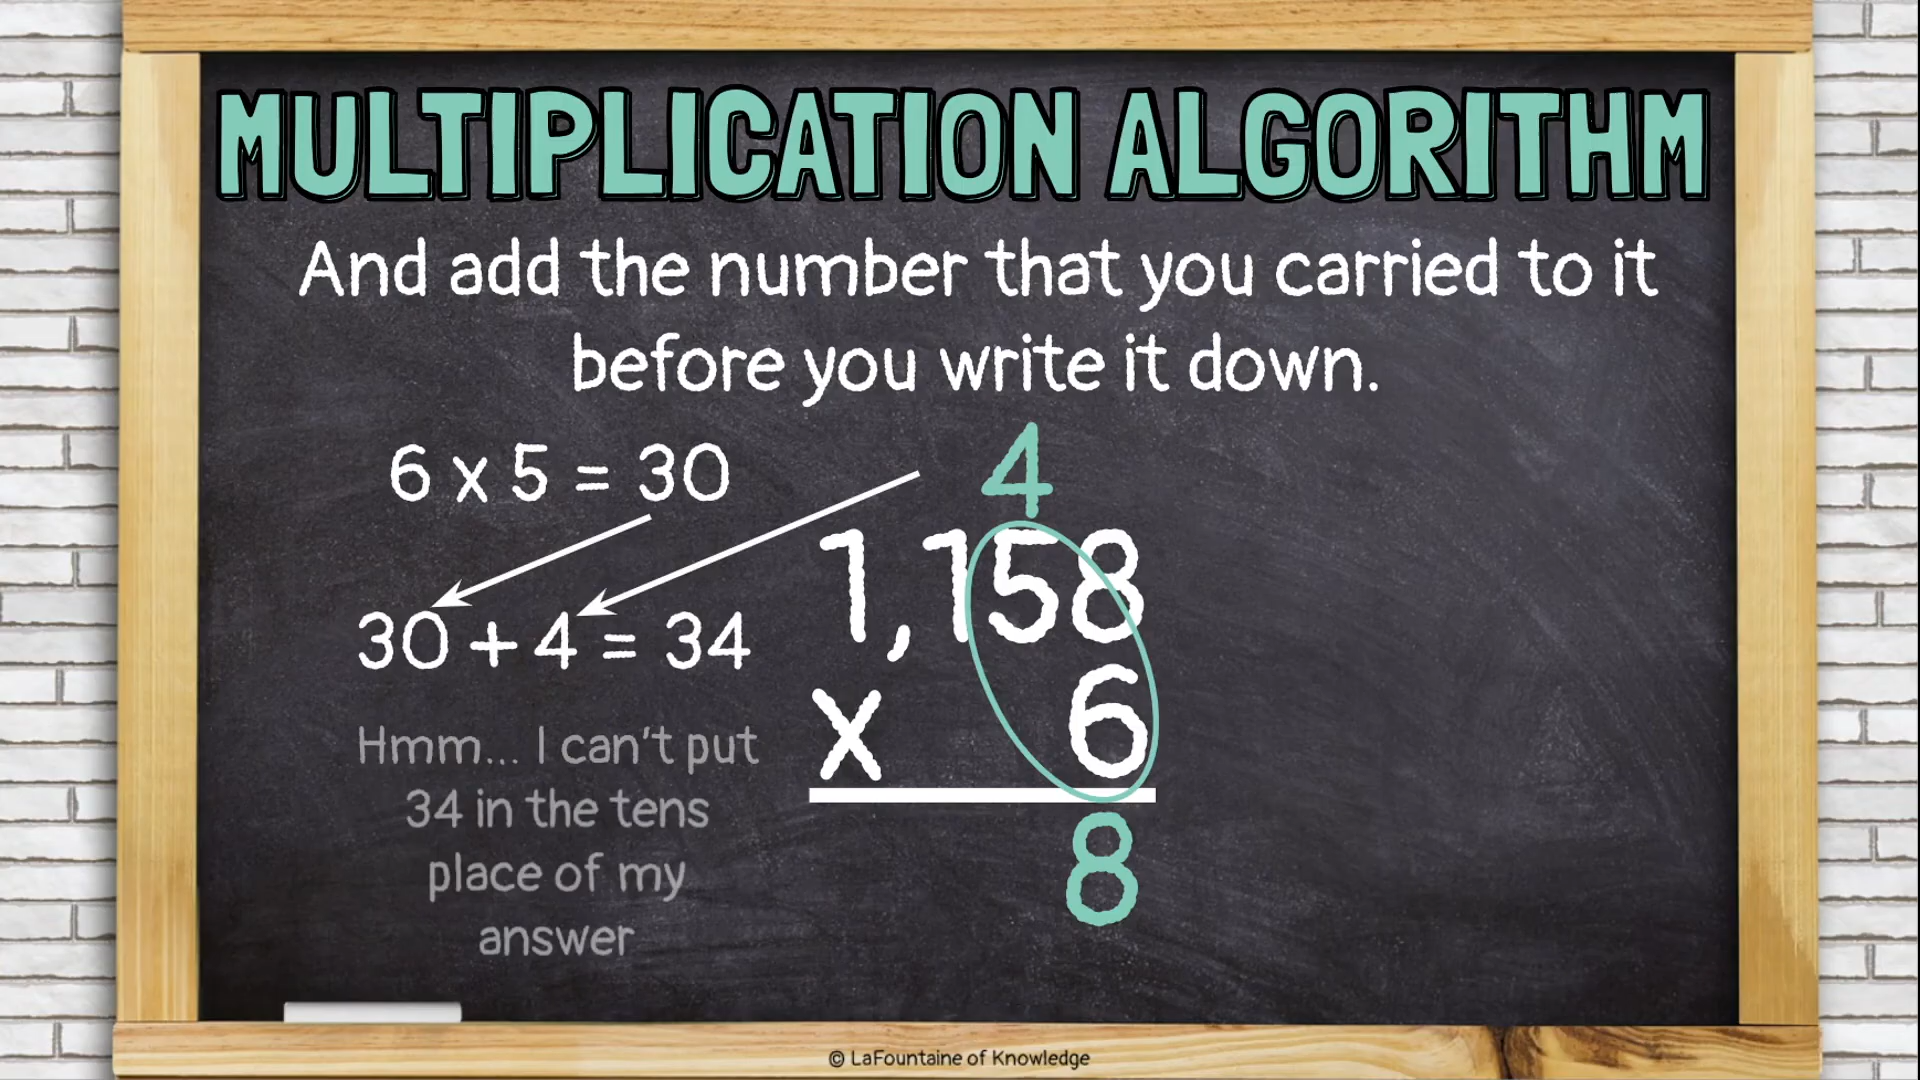 MULTIPLICATION ALGORITHM
And add the number that you carried to it
before you write it down.
6 x 5 = 30
30 + 4 = 34
Hmm... I can't put
34 in the tens
place of my
answer
4
1,158
x 6
8
© LaFountaine of Knowledge